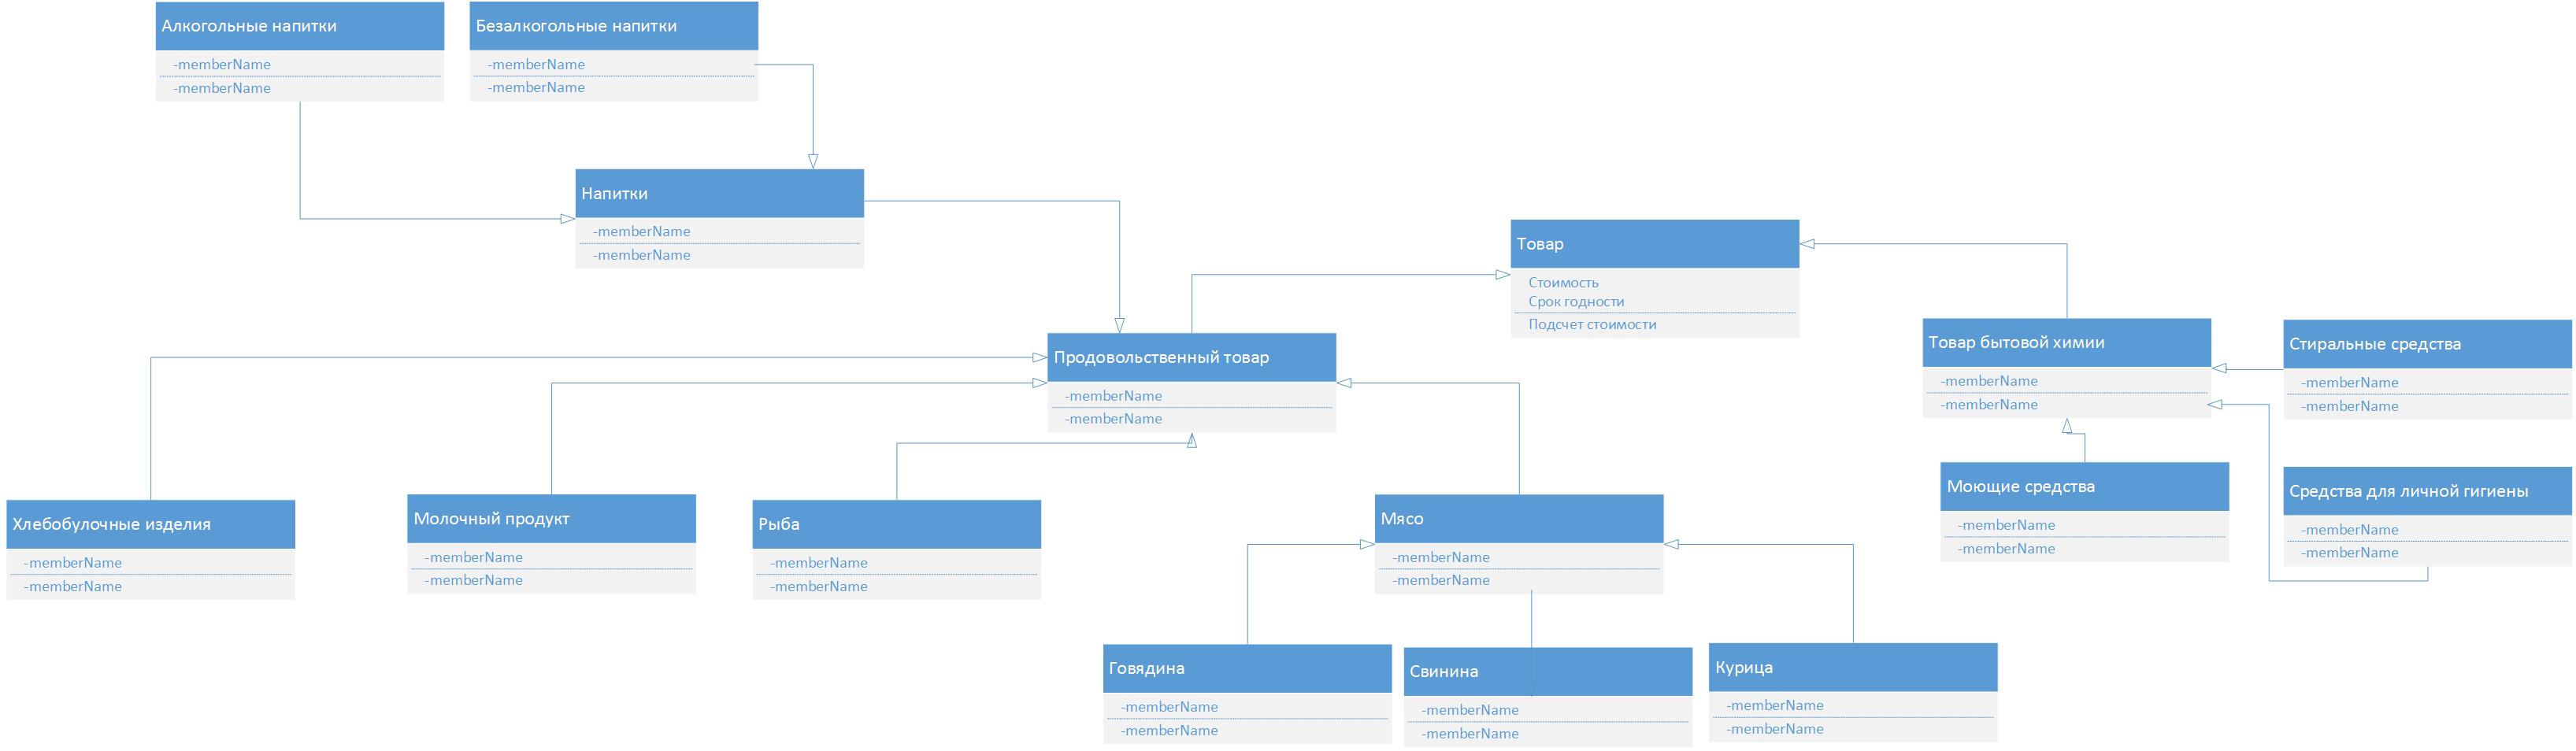 Алкогольные напитки
-memberName
-memberName
Безалкогольные напитки
-memberName
-memberName
Напитки
-memberName
-memberName
Товар
Стоимость
Срок годности
Подсчет стоимости
Продовольственный товар
-memberName
-memberName
Товар бытовой химии
-memberName
-memberName
Стиральные средства
-memberName
-memberName
Хлебобулочные изделия
-memberName
-memberName
Молочный продукт
-memberName
-memberName
Рыба
-memberName
-memberName
Мясо
-memberName
-memberName
Моющие средства
-memberName
-memberName
Средства для личной гигиены
-memberName
-memberName
Говядина
-memberName
-memberName
Свинина
-memberName
-memberName
Курица
-memberName
-memberName